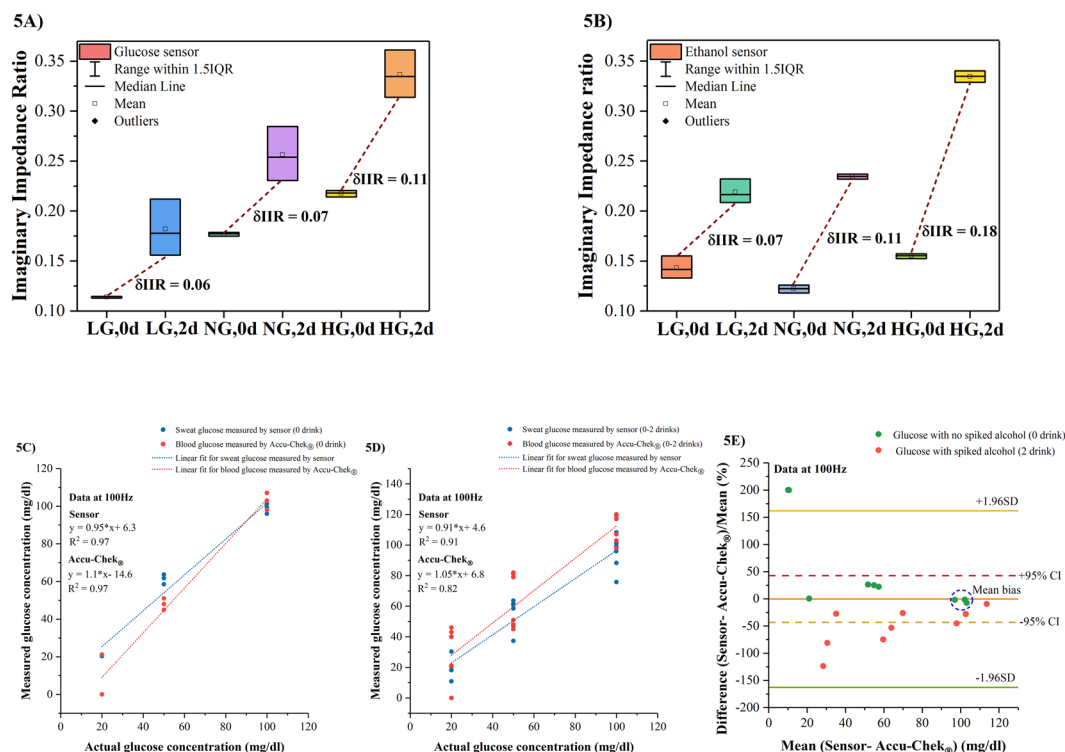 5A)
Imaginary Impedance Ratio
0.35
0.30
0.25
0.20
0.15
0.10
Glucose sensor
Range within 1.5IQR
Median Line
Mean
Outliers
δIIR = 0.06
δIIR = 0.07
δIIR = 0.11
LG,0d LG,2d NG,0d NG,2d HG,0d HG,2d
5B)
Imaginary Impedance ratio
0.35
0.30
0.25
0.20
0.15
0.10
Ethanol sensor
Range within 1.5IQR
Median Line
Mean
Outliers
δIIR = 0.07
δIIR = 0.11
δIIR = 0.18
LG,0d LG,2d NG,0d NG,2d HG,0d HG,2d
5C)
Sweat glucose measured by sensor (0 drink)
Blood glucose measured by Accu-Chek® (0 drink)
Linear fit for sweat glucose measured by sensor
Linear fit for blood glucose measured by Accu-Chek®
Measured glucose concentration (mg/dl)
120
100
80
60
40
20
0
Data at 100Hz
Sensor
y = 0.95*x+ 6.3
R² = 0.97
Accu-Chek®
y = 1.1*x- 14.6
R² = 0.97
0 20 40 60 80 100 120
Actual glucose concentration (mg/dl)
5D)
Sweat glucose measured by sensor (0-2 drinks)
Blood glucose measured by Accu-Chek® (0-2 drinks)
Linear fit for sweat glucose measured by sensor
Linear fit for blood glucose measured by Accu-Chek®
Measured glucose concentration (mg/dl)
140
120
100
80
60
40
20
0
Data at 100Hz
Sensor
y = 0.91*x+ 4.6
R² = 0.91
Accu-Chek®
y = 1.05*x+ 6.8
R² = 0.82
0 20 40 60 80 100 120
Actual glucose concentration (mg/dl)
5E)
Glucose with no spiked alcohol (0 drink)
Glucose with spiked alcohol (2 drink)
Difference (Sensor- Accu-Chek®)/Mean (%)
250
200
150
100
50
0
-50
-100
-150
-200
Data at 100Hz
+1.96SD
+95% CI
Mean bias
-95% CI
-1.96SD
0 20 40 60 80 100 120
Mean (Sensor- Accu-Chek®) (mg/dl)